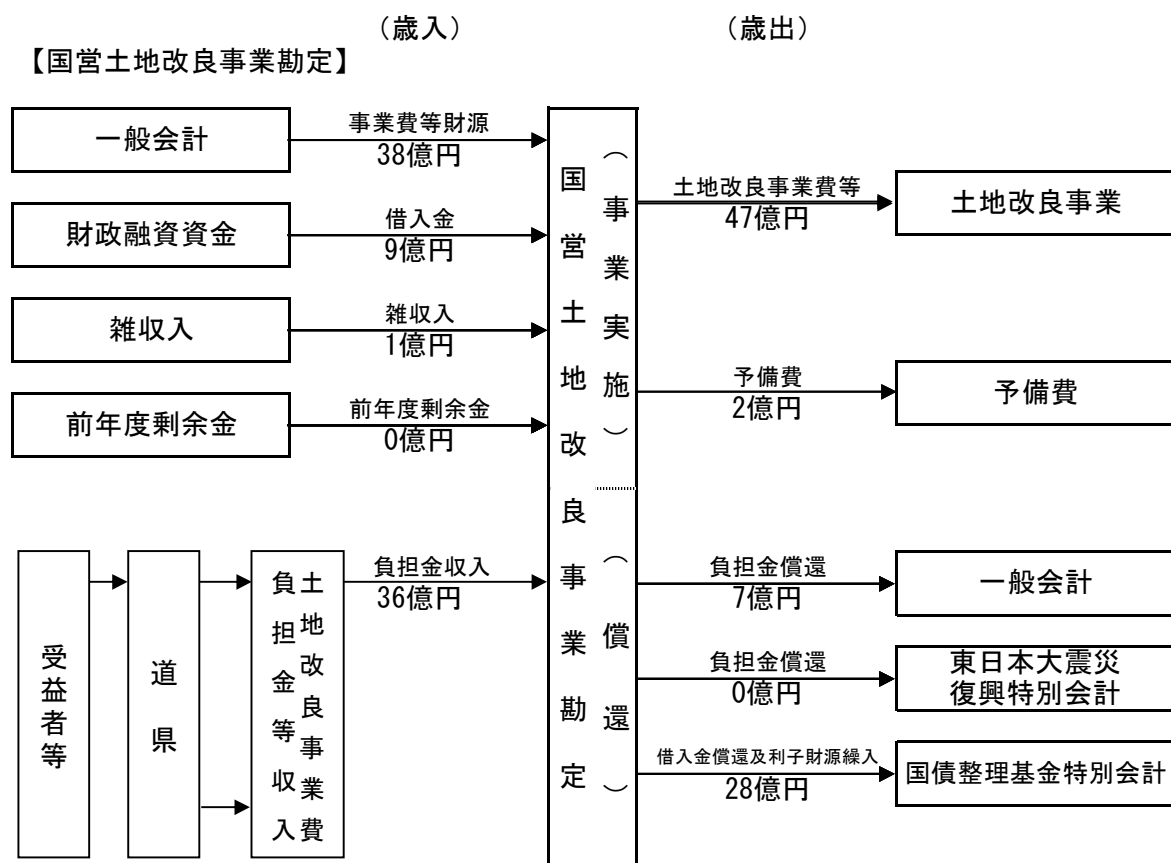 (歳入)
(歳出)
【国営土地改良事業勘定】
一般会計
事業費等財源
38億円
財政融資資金
借入金
9億円
雑収入
雑収入
1億円
前年度剰余金
前年度剰余金
0億円
受益者等
道県
土地改良事業費
負担金等収入
負担金収入
36億円
国営土地改良事業勘定
(事業実施)
(償還)
土地改良事業費等
47億円
土地改良事業
予備費
2億円
予備費
負担金償還
7億円
一般会計
負担金償還
0億円
東日本大震災
復興特別会計
借入金償還及利子財源繰入
28億円
国債整理基金特別会計